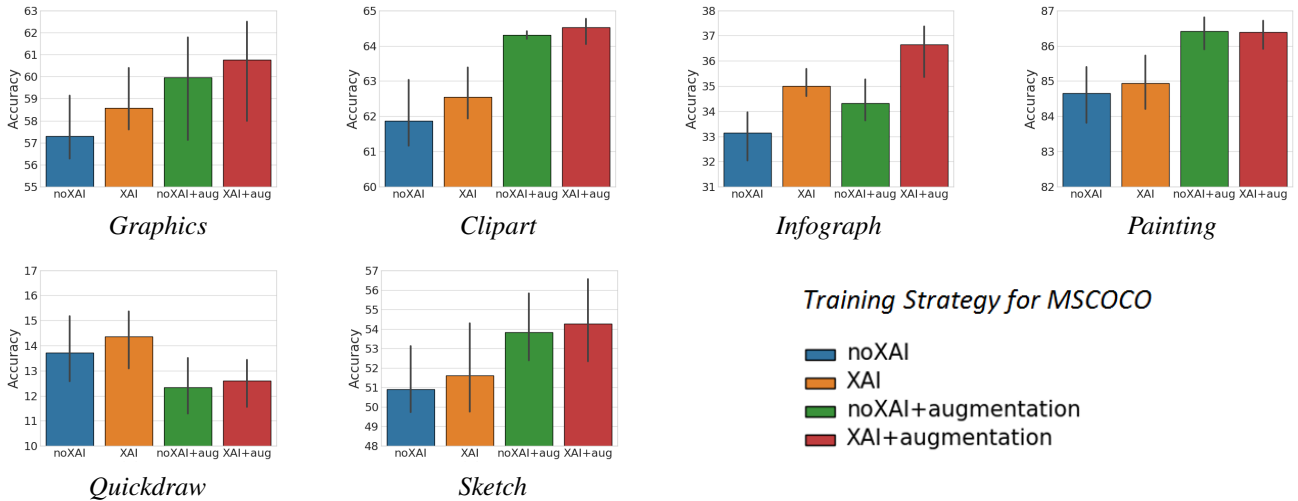 63
62
61
60
59
58
57
56
55
Accuracy
noXAI XAI noXAI+aug XAI+aug
Graphics
65
64
63
62
61
60
Accuracy
noXAI XAI noXAI+aug XAI+aug
Clipart
38
37
36
35
34
33
32
31
Accuracy
noXAI XAI noXAI+aug XAI+aug
Infograph
87
86
85
84
83
82
Accuracy
noXAI XAI noXAI+aug XAI+aug
Painting
17
16
15
14
13
12
11
10
Accuracy
noXAI XAI noXAI+aug XAI+aug
Quickdraw
57
56
55
54
53
52
51
50
49
48
Accuracy
noXAI XAI noXAI+aug XAI+aug
Sketch
Training Strategy for MSCOCO
noXAI
XAI
noXAI+augmentation
XAI+augmentation